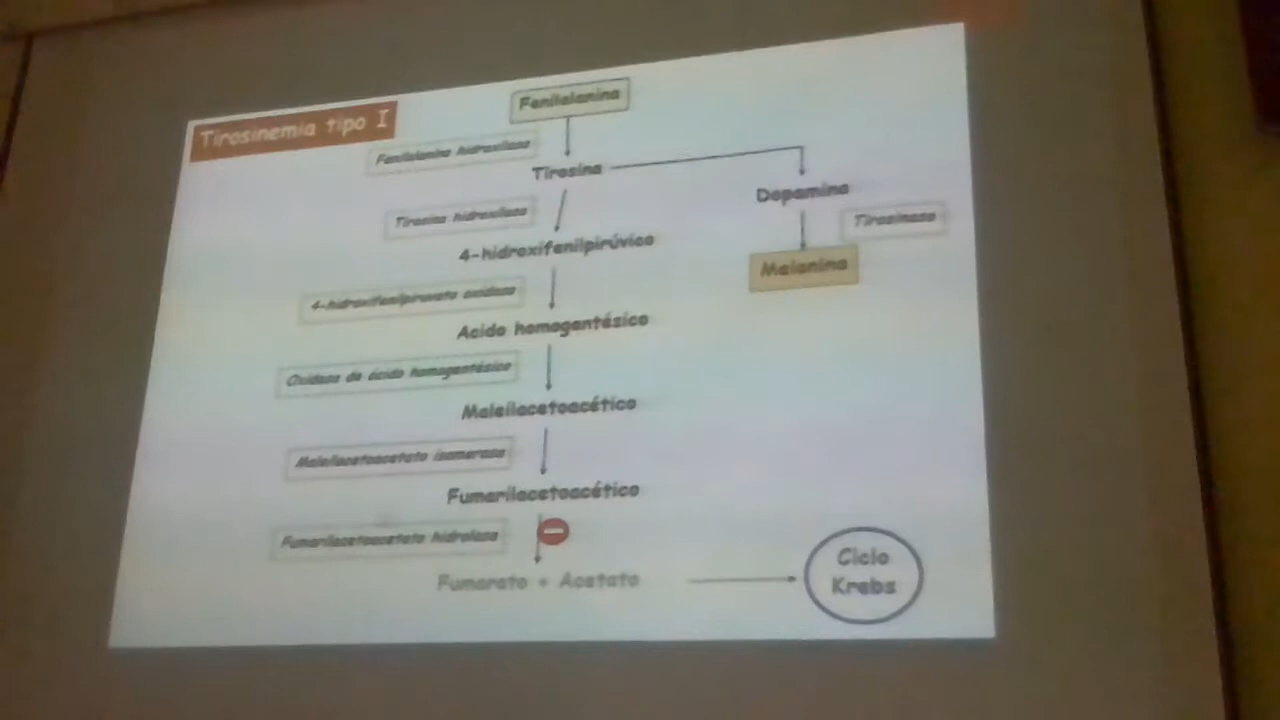 Tirosinemia tipo I
Fenilalanina
Fenilalanina hidroxilasa
Tirosina
Dopamina
Tirosina hidroxilasa
Tirosinasa
4-hidroxifenilpirúvico
Melanina
4-hidroxifenilpiruvato oxidasa
Acido homogentésico
Oxidasa de ácido homogentésico
Maleilacetoacético
Maleilacetoacetato isomerasa
Fumarilacetoacético
Fumarilacetoacetato hidrolasa
Fumarato + Acetato
Ciclo
Krebs